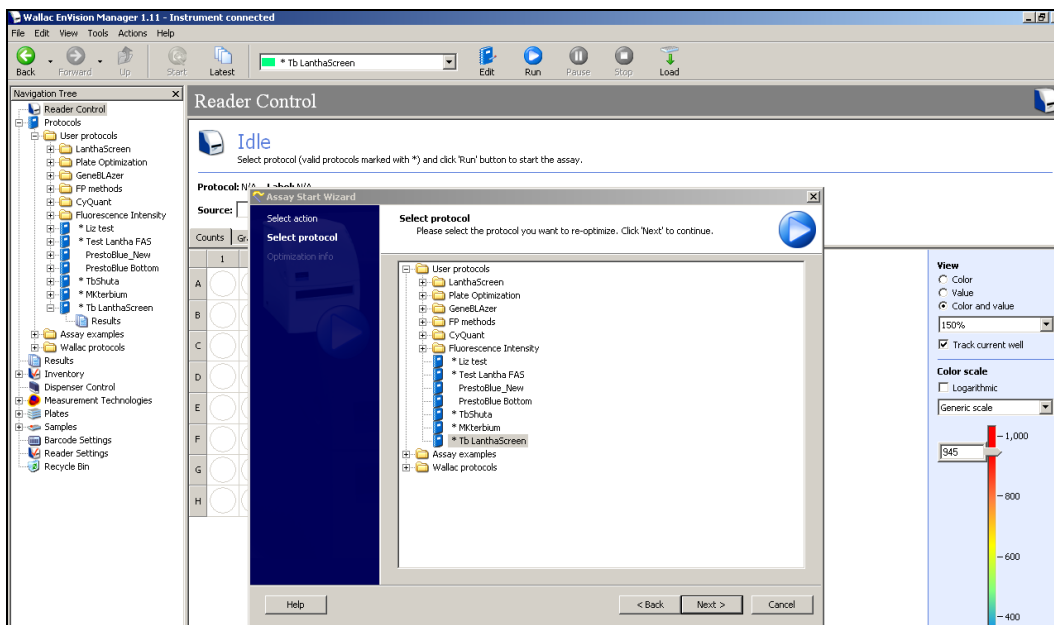 Wallac EnVision Manager 1.11 - Instrument connected
File Edit View Tools Actions Help
Back Forward Up Start Latest * Tb LanthaScreen Edit Run Pause Stop Load
Navigation Tree X
Reader Control
Protocols
User protocols
LanthaScreen
Plate Optimization
GeneBLAzer
FP methods
CyQuant
Fluorescence Intensity
* Liz test
* Test Lantha FAS
PrestoBlue_New
PrestoBlue Bottom
* TbShuta
* MKterbium
* Tb LanthaScreen
Results
Assay examples
Wallac protocols
Results
Inventory
Dispenser Control
Measurement Technologies
Plates
Samples
Barcode Settings
Reader Settings
Recycle Bin
Reader Control
Idle
Select protocol (valid protocols marked with *) and click 'Run' button to start the assay.
Protocol: N/A Label: N/A
Source:
Counts
1
A
B
C
D
E
F
G
H
Assay Start Wizard
Select action
Select protocol
Optimization info
Select protocol
Please select the protocol you want to re-optimize. Click 'Next' to continue.
User protocols
LanthaScreen
Plate Optimization
GeneBLAzer
FP methods
CyQuant
Fluorescence Intensity
* Liz test
* Test Lantha FAS
PrestoBlue_New
PrestoBlue Bottom
* TbShuta
* MKterbium
* Tb LanthaScreen
Assay examples
Wallac protocols
Help < Back Next > Cancel
View
Color
Value
Color and value
150%
Track current well
Color scale
Logarithmic
Generic scale
1,000
945
800
600
400